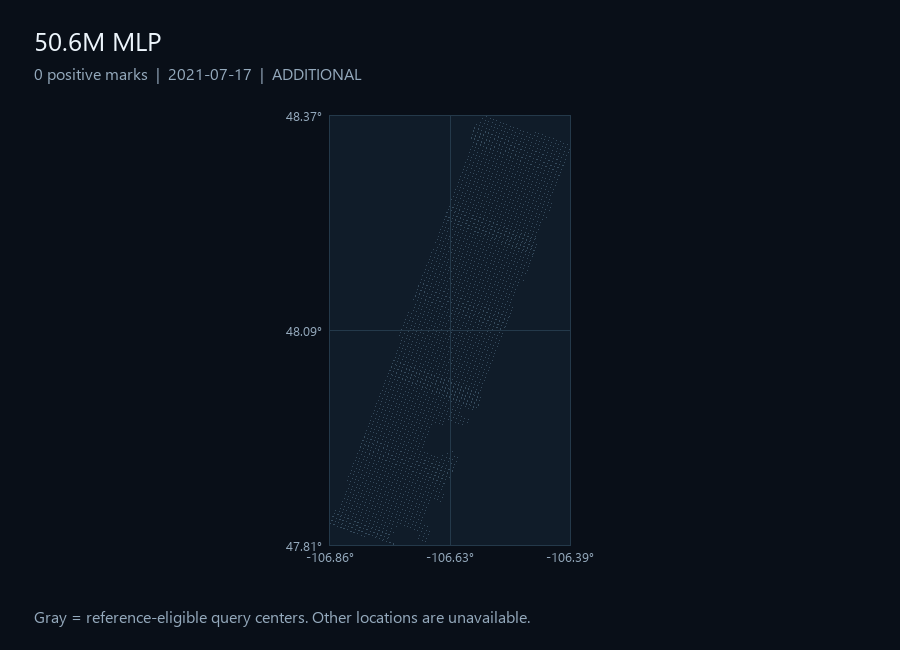 50.6M MLP
0 positive marks | 2021-07-17 | ADDITIONAL
48.37°
48.09°
47.81°
-106.86° -106.63° -106.39°
Gray = reference-eligible query centers. Other locations are unavailable.